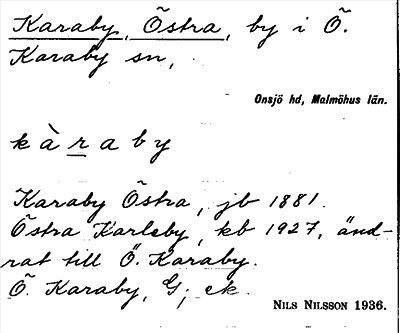 Karaby, Östra, by i Ö.
Karaby sn,
Onsjö hd, Malmöhus län.
kàraby
Karaby Östra, jb 1881.
Östra Karleby, kb 1927, änd-
rat till Ö. Karaby.
Ö. Karaby, G; ek.
NILS NILSSON 1936.